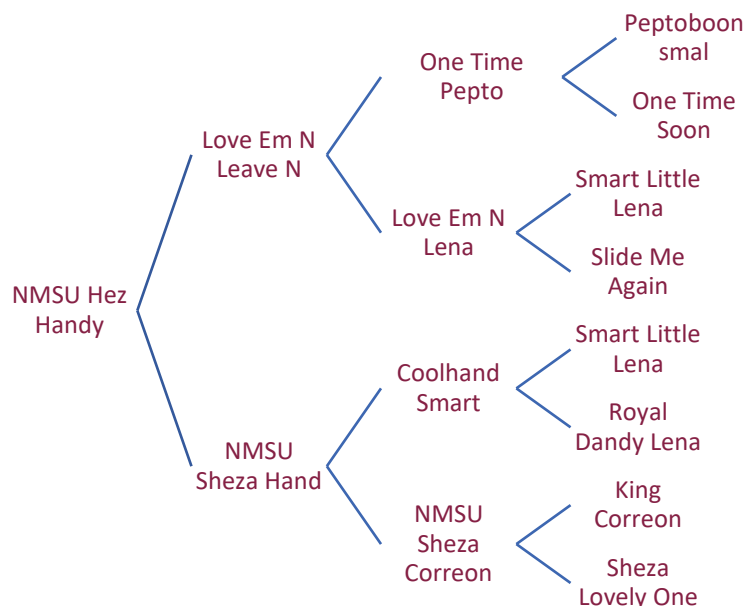 Peptoboon
smal
One Time
Pepto
One Time
Soon
Love Em N
Leave N
Smart Little
Lena
Love Em N
Lena
Slide Me
Again
NMSU Hez
Handy
Smart Little
Lena
Coolhand
Smart
Royal
Dandy Lena
NMSU
Sheza Hand
King
Correon
NMSU
Sheza
Correon
Sheza
Lovely One